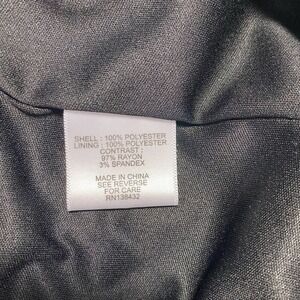 SHELL : 100% POLYESTER
LINING : 100% POLYESTER
CONTRAST :
97% RAYON
3% SPANDEX
MADE IN CHINA
SEE REVERSE
FOR CARE
RN138432